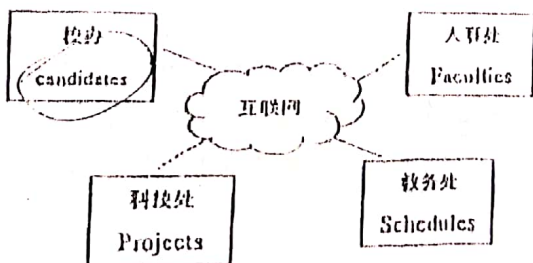 校办
candidates
人事处
Faculties
互联网
科技处
Projects
教务处
Schedules